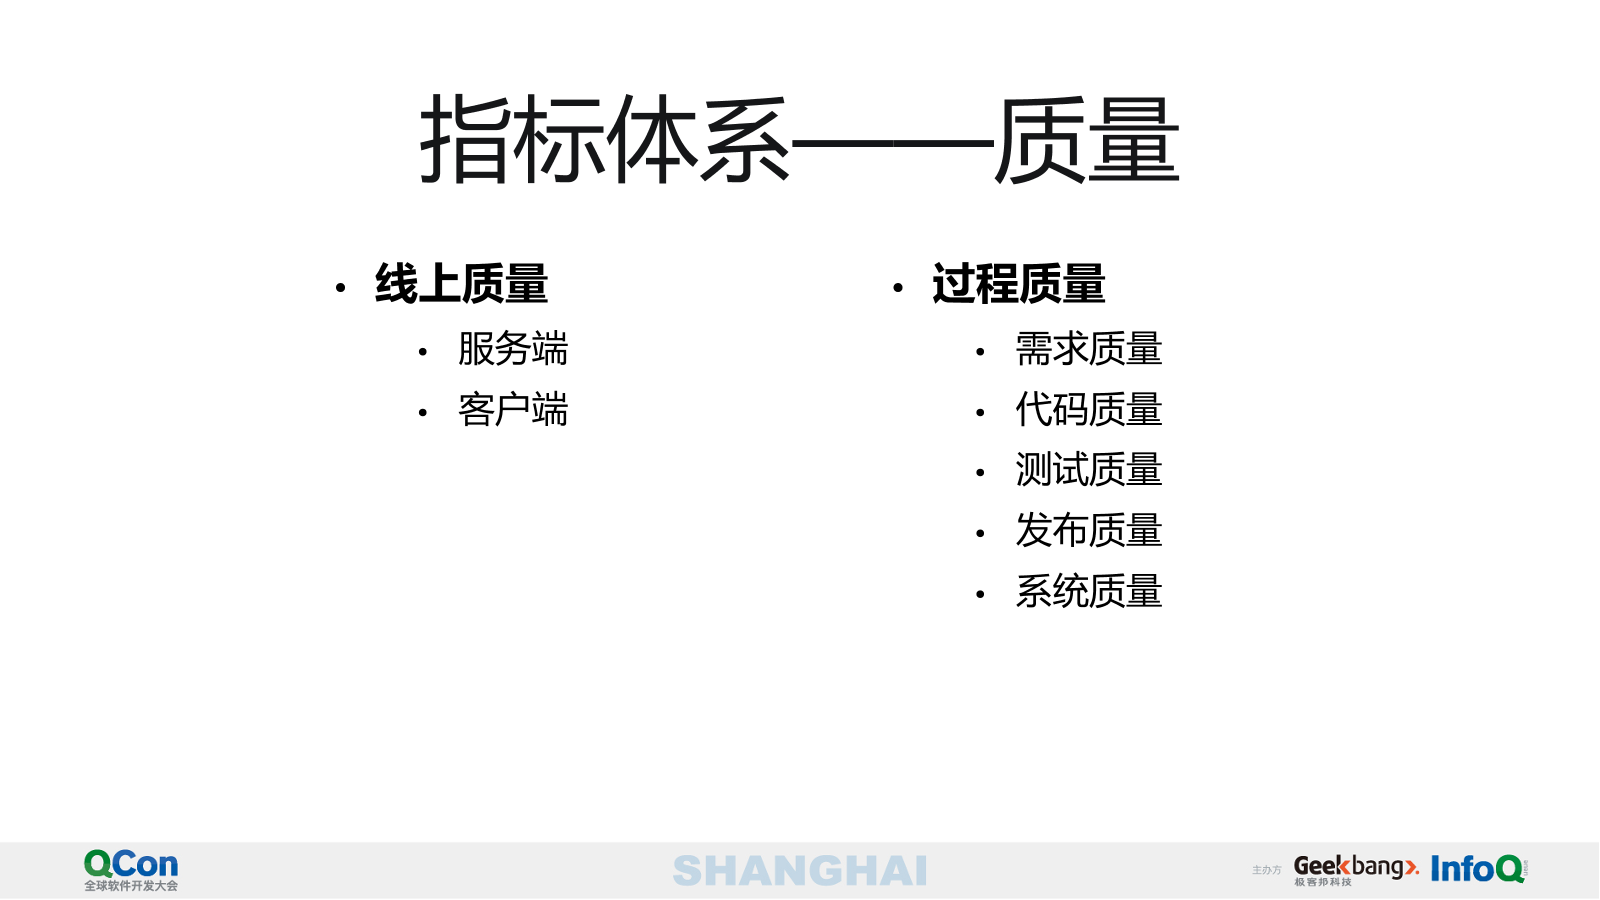 指标体系——质量
• 线上质量
• 服务端
• 客户端
• 过程质量
• 需求质量
• 代码质量
• 测试质量
• 发布质量
• 系统质量
QCon
全球软件开发大会
SHANGHAI
主办方
Geekbang>.
极客邦科技
InfoQ